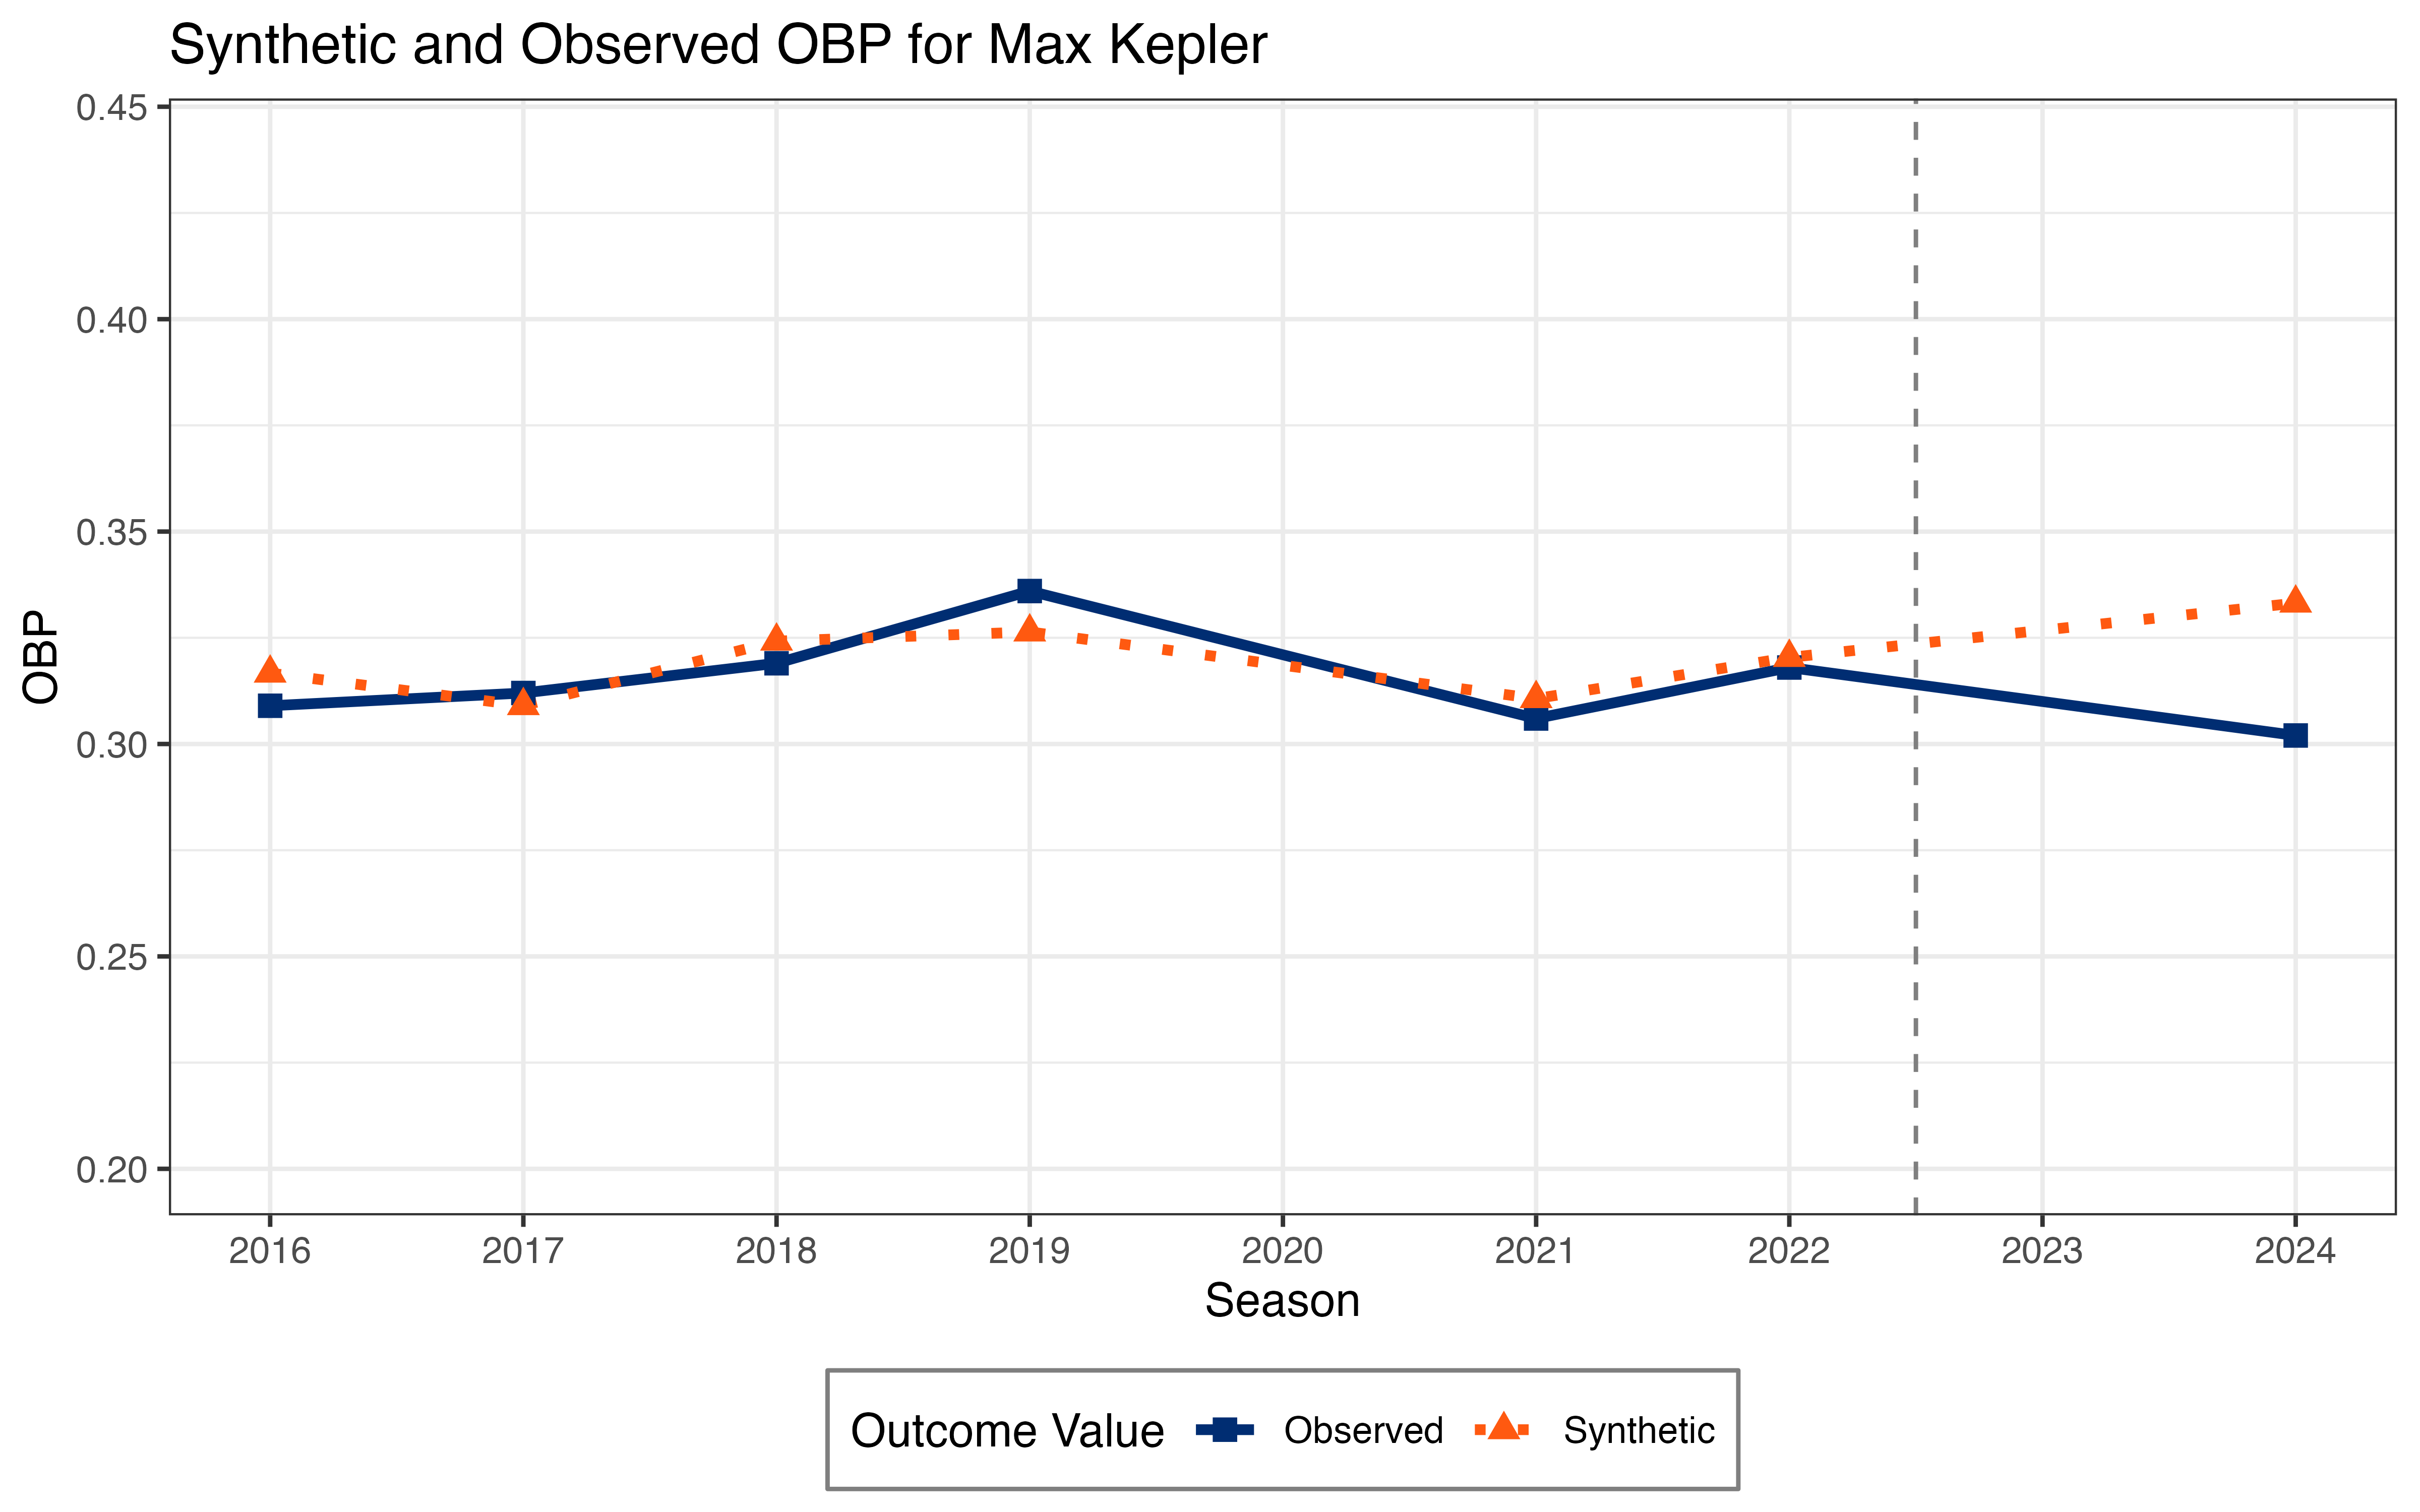 Synthetic and Observed OBP for Max Kepler
0.45
0.40
0.35
0.30
0.25
0.20
OBP
2016 2017 2018 2019 2020 2021 2022 2023 2024
Season
Outcome Value Observed Synthetic